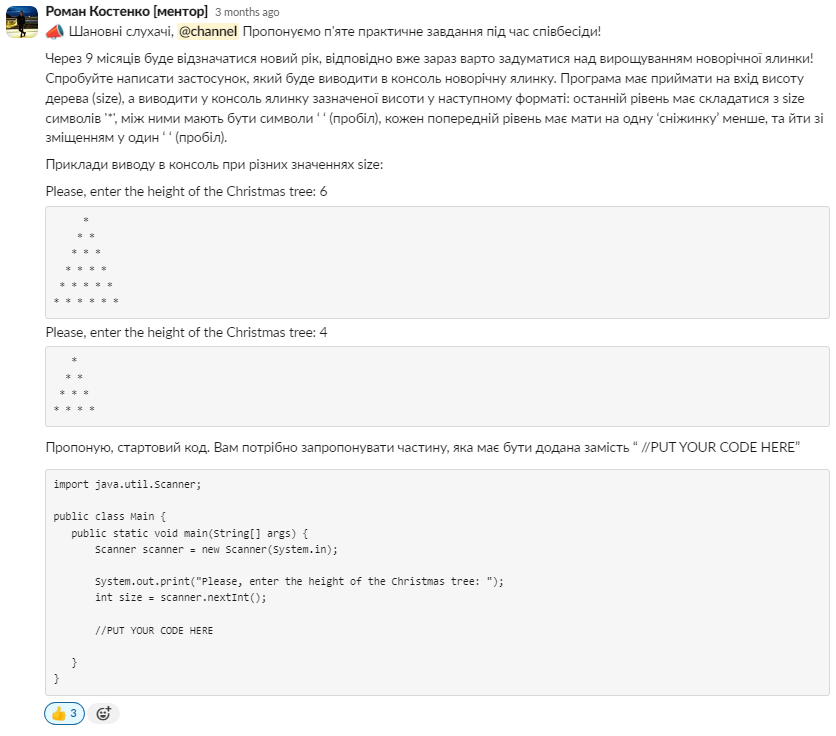 Роман Костенко [ментор] 3 months ago
Шановні слухачі, @channel Пропонуємо п'яте практичне завдання під час співбесіди!
Через 9 місяців буде відзначатися новий рік, відповідно вже зараз варто задуматися над вирощуванням новорічної ялинки!
Спробуйте написати застосунок, який буде виводити в консоль новорічну ялинку. Програма має приймати на вхід висоту
дерева (size), а виводити у консоль ялинку зазначеної висоти у наступному форматі: останній рівень має складатися з size
символів '*', між ними мають бути символи ‘ ‘ (пробіл), кожен попередній рівень має мати на одну ‘сніжинку’ менше, та йти зі
зміщенням у один ‘ ‘ (пробіл).
Приклади виводу в консоль при різних значеннях size:
Please, enter the height of the Christmas tree: 6
     *
    * *
   * * *
  * * * *
 * * * * *
* * * * * *
Please, enter the height of the Christmas tree: 4
   *
  * *
 * * *
* * * *
Пропоную, стартовий код. Вам потрібно запропонувати частину, яка має бути додана замість “ //PUT YOUR CODE HERE”
import java.util.Scanner;
public class Main {
   public static void main(String[] args) {
       Scanner scanner = new Scanner(System.in);
       System.out.print("Please, enter the height of the Christmas tree: ");
       int size = scanner.nextInt();
       //PUT YOUR CODE HERE
   }
}
3